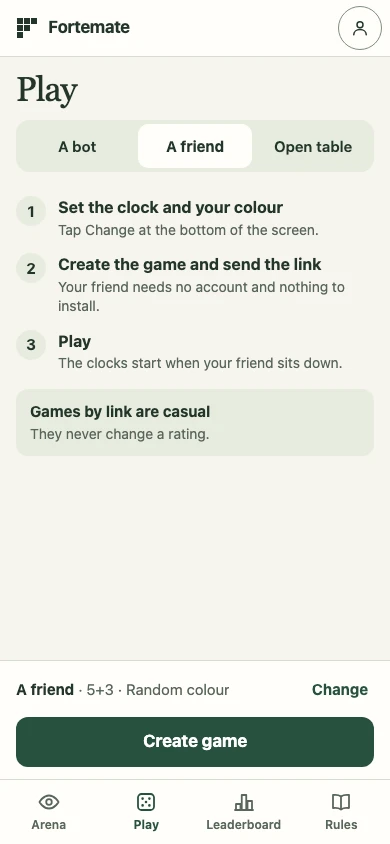 Fortemate
Play
A bot
A friend
Open table
1
Set the clock and your colour
Tap Change at the bottom of the screen.
2
Create the game and send the link
Your friend needs no account and nothing to
install.
3
Play
The clocks start when your friend sits down.
Games by link are casual
They never change a rating.
A friend · 5+3 · Random colour
Change
Create game
Arena
Play
Leaderboard
Rules